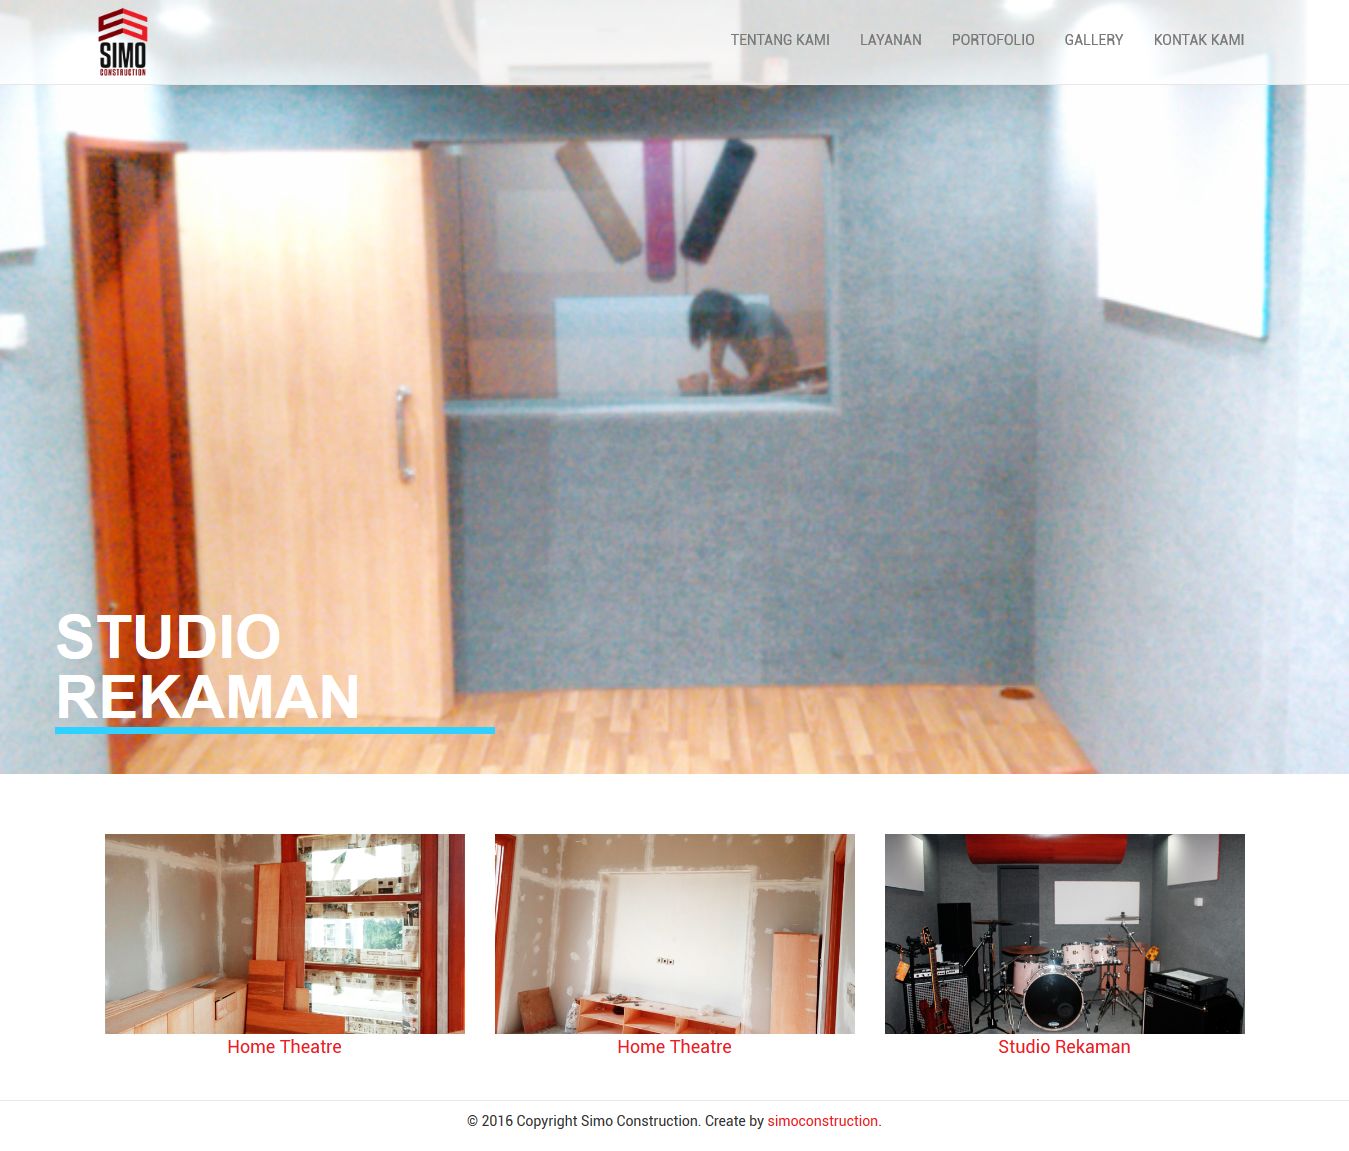 SIMO
CONSTRUCTION
TENTANG KAMI
LAYANAN
PORTOFOLIO
GALLERY
KONTAK KAMI
STUDIO
REKAMAN
Home Theatre
Home Theatre
Studio Rekaman
© 2016 Copyright Simo Construction. Create by simoconstruction.